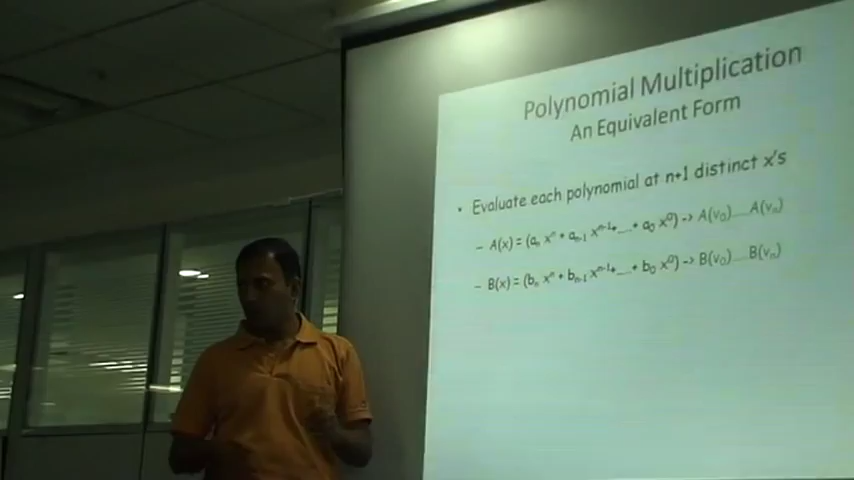 Polynomial Multiplication
An Equivalent Form
• Evaluate each polynomial at n+1 distinct x's
– A(x) = (aₙ xⁿ + aₙ₋₁ xⁿ⁻¹+....+ a₀ x⁰) -> A(v₀)....A(vₙ)
– B(x) = (bₙ xⁿ + bₙ₋₁ xⁿ⁻¹+....+ b₀ x⁰) -> B(v₀)....B(vₙ)